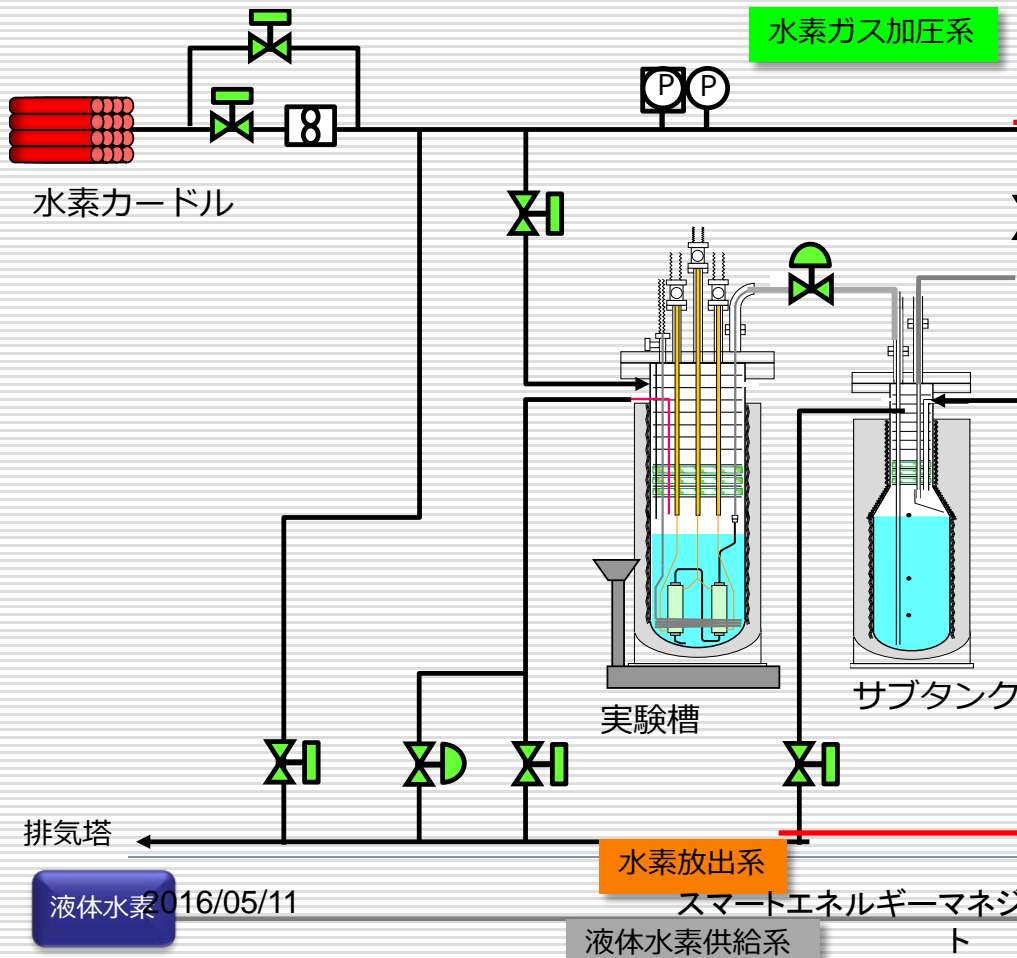 水素ガス加圧系
P P
8
水素カードル
実験槽
サブタンク
排気塔
水素放出系
液体水素
2016/05/11
スマートエネルギーマネジ
ト
液体水素供給系